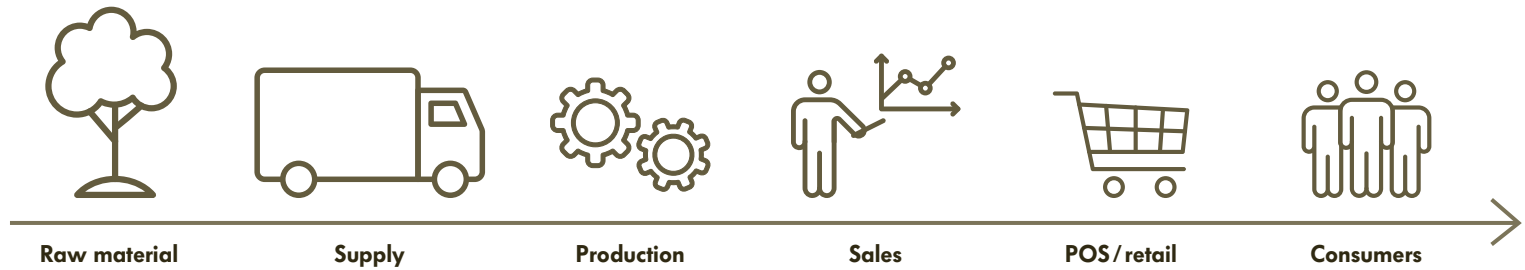 Raw material
Supply
Production
Sales
POS / retail
Consumers